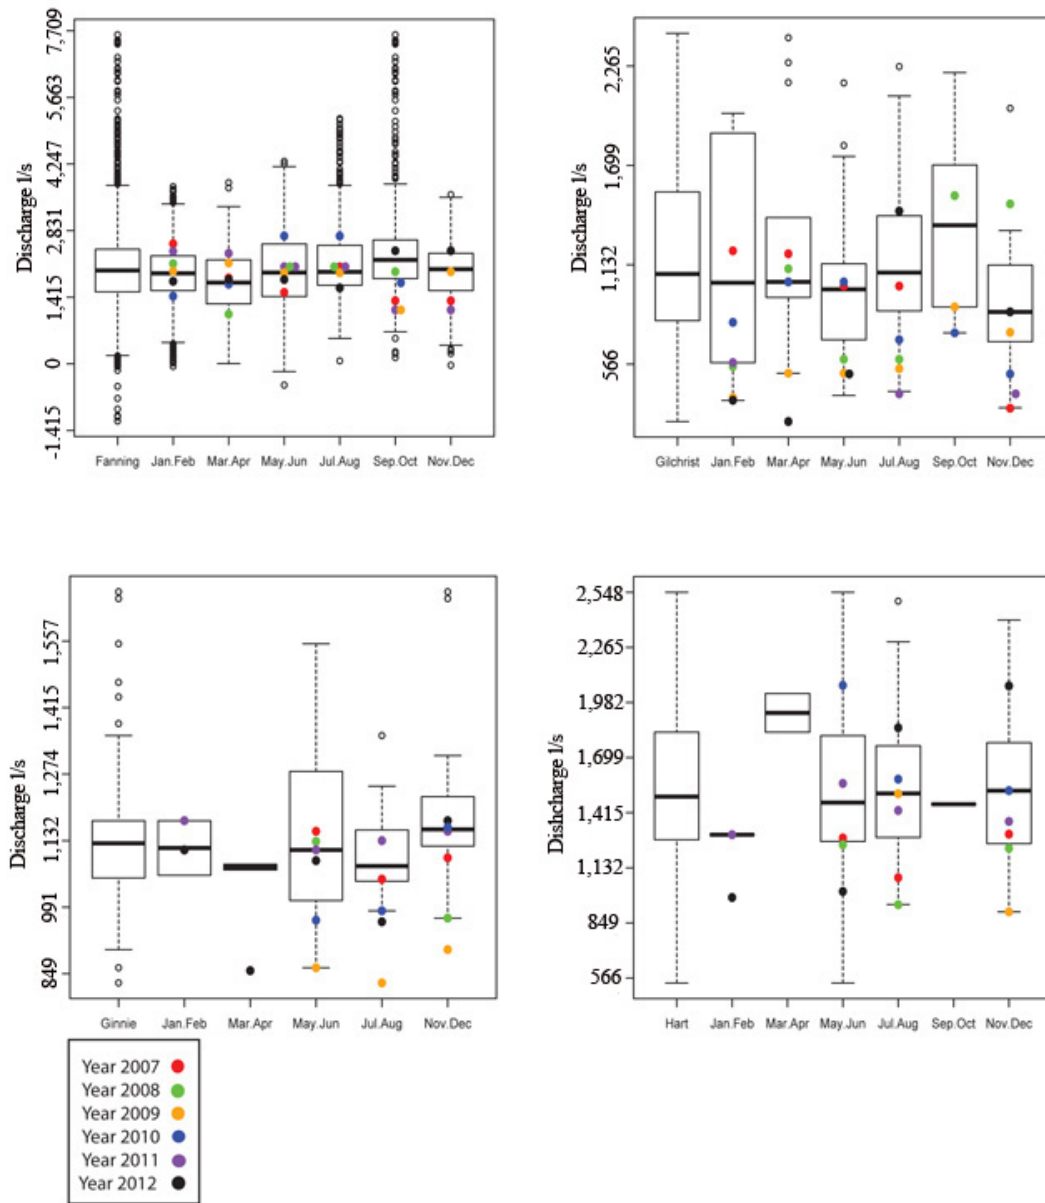 Discharge l/s
7,709
5,663
4,247
2,831
1,415
0
-1.415
Fanning Jan.Feb Mar.Apr May.Jun Jul.Aug Sep.Oct Nov.Dec
Discharge l/s
2,265
1,699
1,132
566
Gilchrist Jan.Feb Mar.Apr May.Jun Jul.Aug Sep.Oct Nov.Dec
Discharge l/s
1,557
1,415
1,274
1,132
991
849
Ginnie Jan.Feb Mar.Apr May.Jun Jul.Aug Nov.Dec
Dishcharge l/s
2,548
2,265
1,982
1,699
1,415
1,132
849
566
Hart Jan.Feb Mar.Apr May.Jun Jul.Aug Sep.Oct Nov.Dec
Year 2007
Year 2008
Year 2009
Year 2010
Year 2011
Year 2012